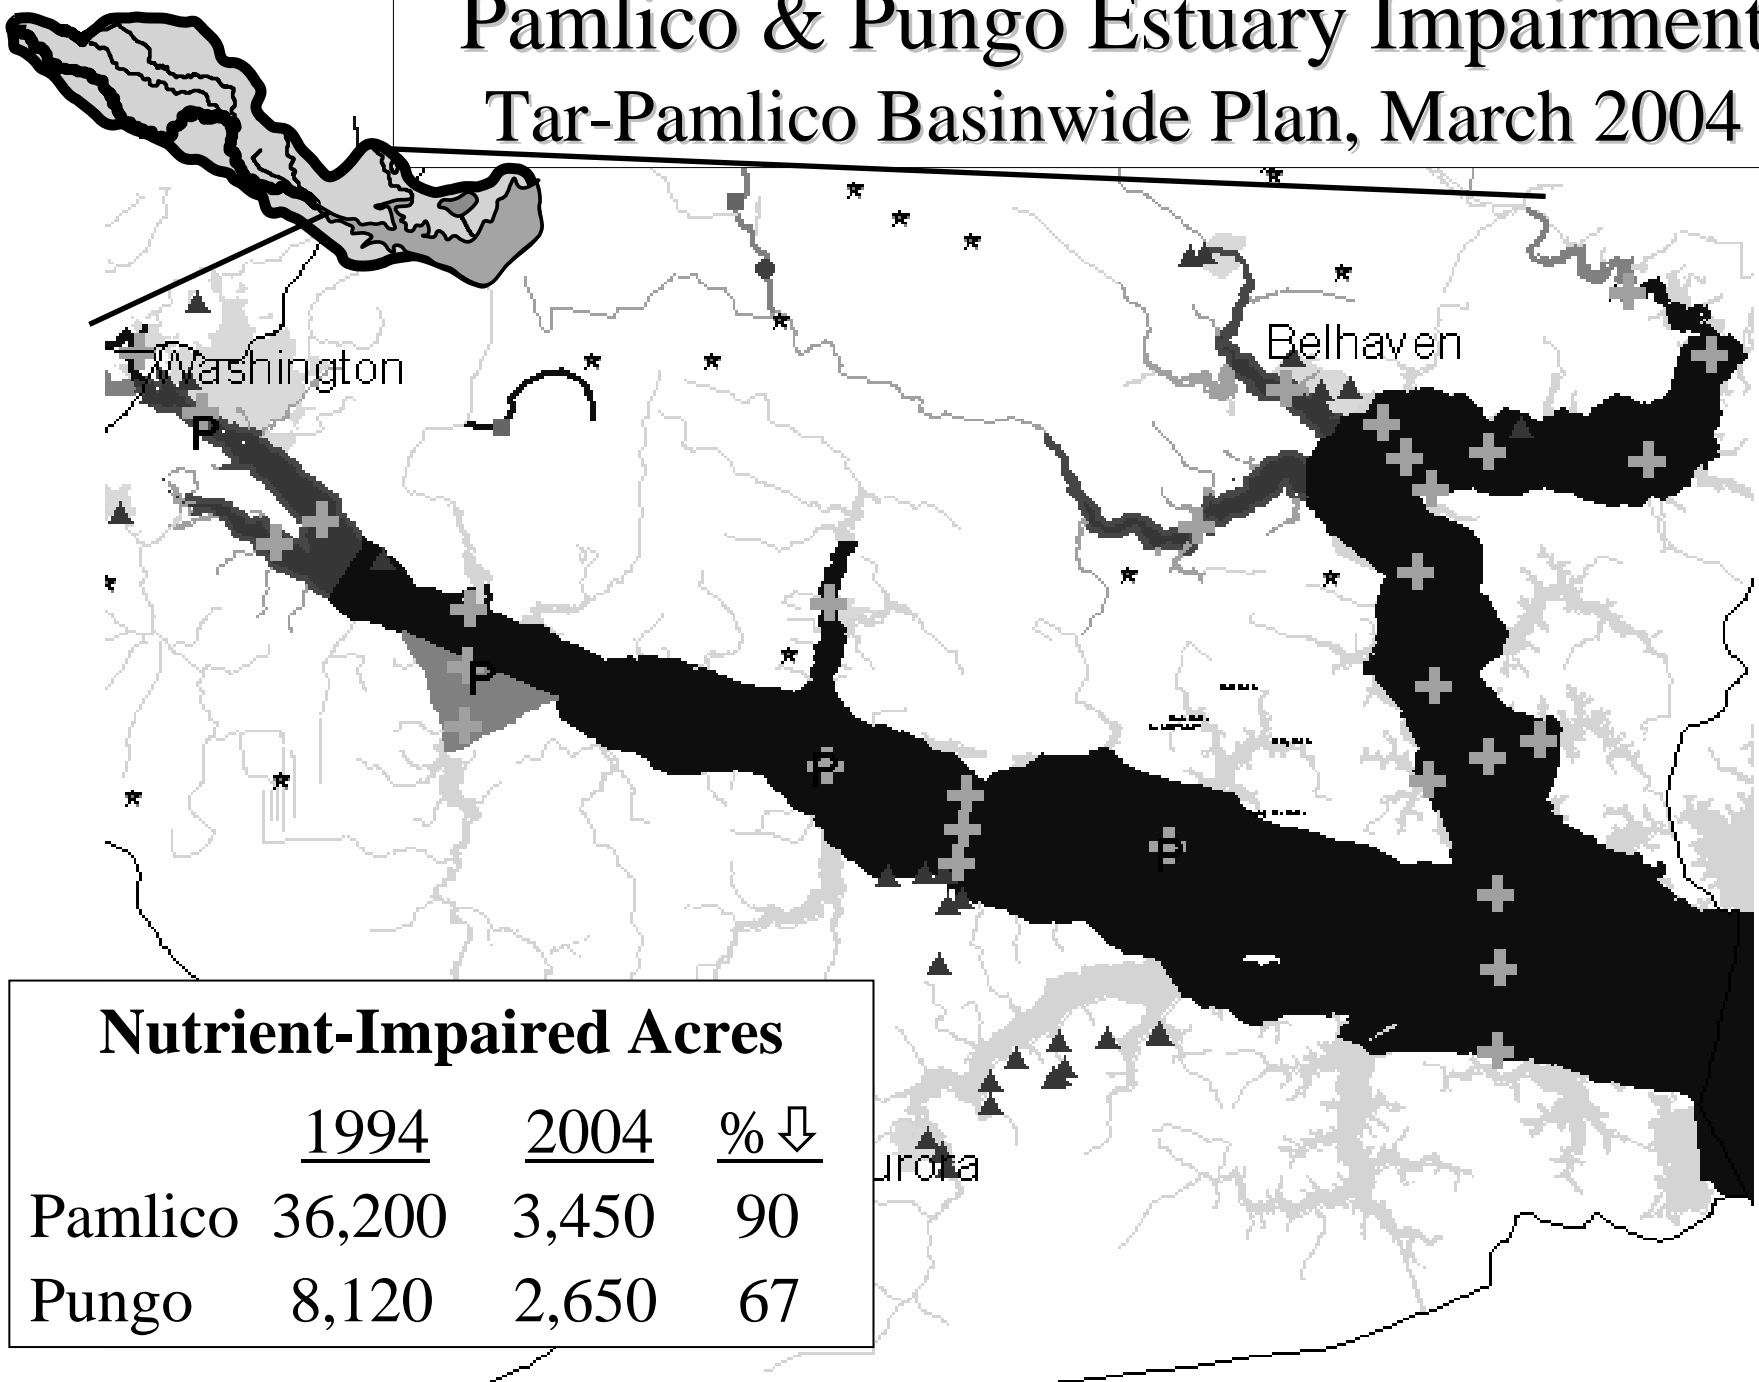 Pamlico & Pungo Estuary Impairment
Tar-Pamlico Basinwide Plan, March 2004
Belhaven
Washington
P
P
P
P
urora
Nutrient-Impaired Acres
1994 2004 % ⇩
Pamlico 36,200 3,450 90
Pungo 8,120 2,650 67